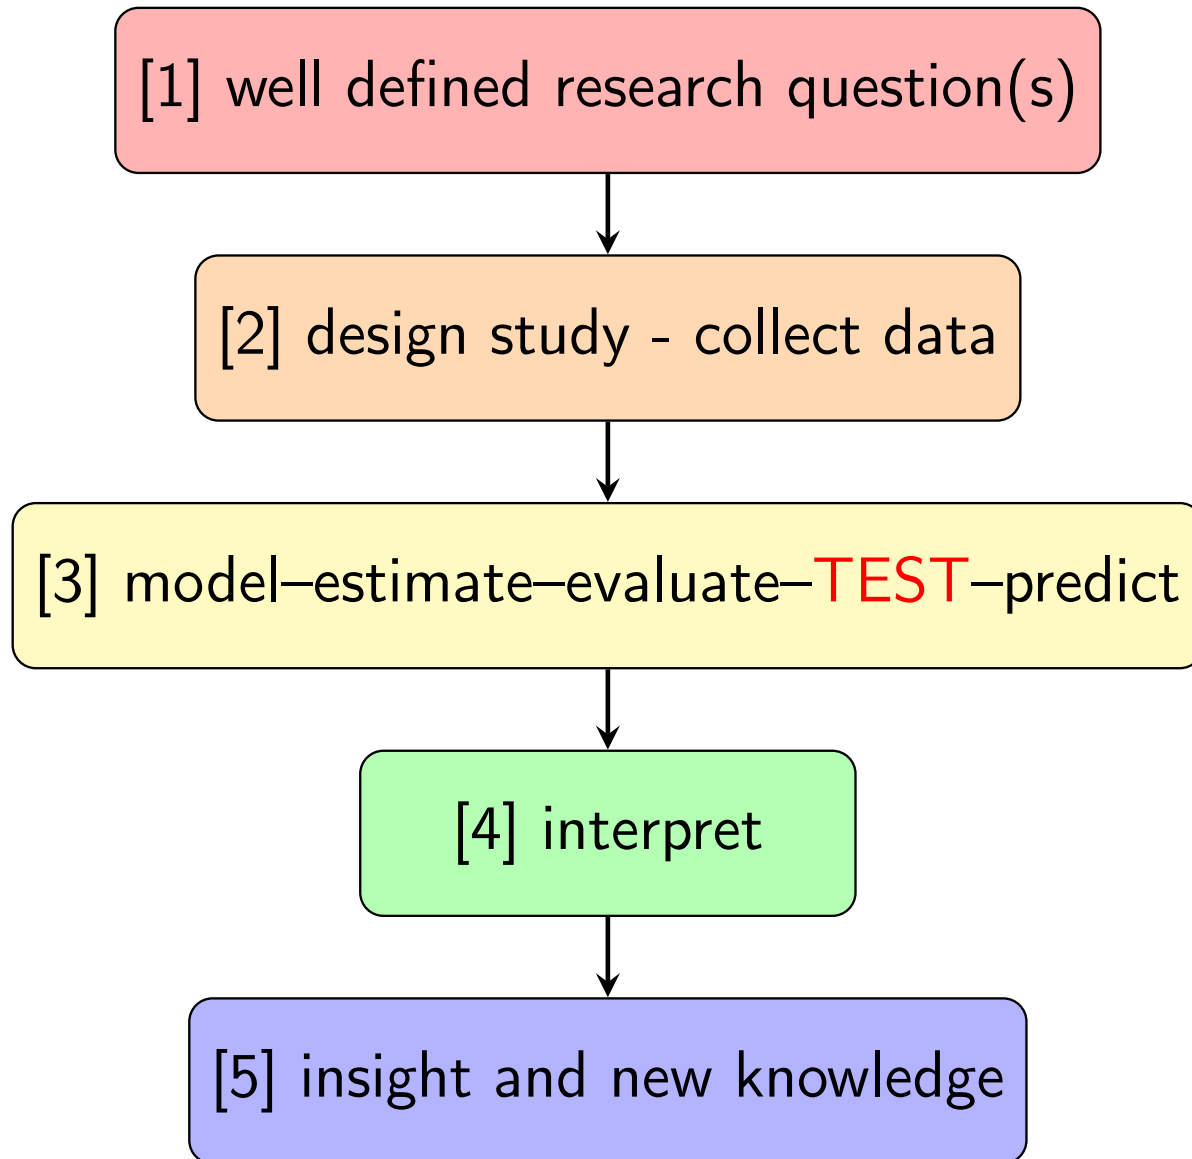 [1] well defined research question(s)
[2] design study - collect data
[3] model–estimate–evaluate–TEST–predict
[4] interpret
[5] insight and new knowledge